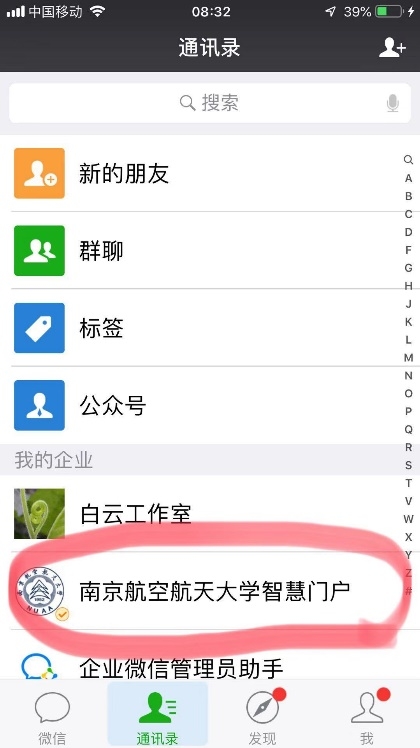 中国移动 08:32 39%
通讯录
搜索
新的朋友
群聊
标签
公众号
我的企业
白云工作室
南京航空航天大学智慧门户
NUAA
企业微信管理员助手
A
B
C
D
F
G
H
J
K
L
M
N
O
P
Q
R
S
T
V
W
X
Y
Z
#
微信 通讯录 发现 我